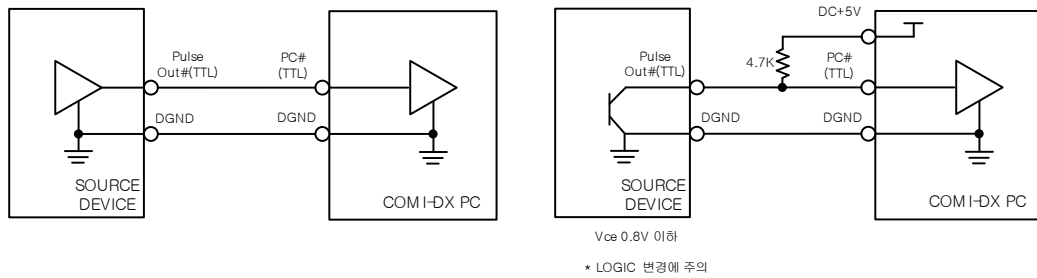 Pulse
Out#(TTL)
PC#
(TTL)
DGND
DGND
SOURCE
DEVICE
COMI-DX PC
DC+5V
Pulse
Out#(TTL)
4.7K
PC#
(TTL)
DGND
DGND
SOURCE
DEVICE
COMI-DX PC
Vce 0.8V 이하
* LOGIC 변경에 주의